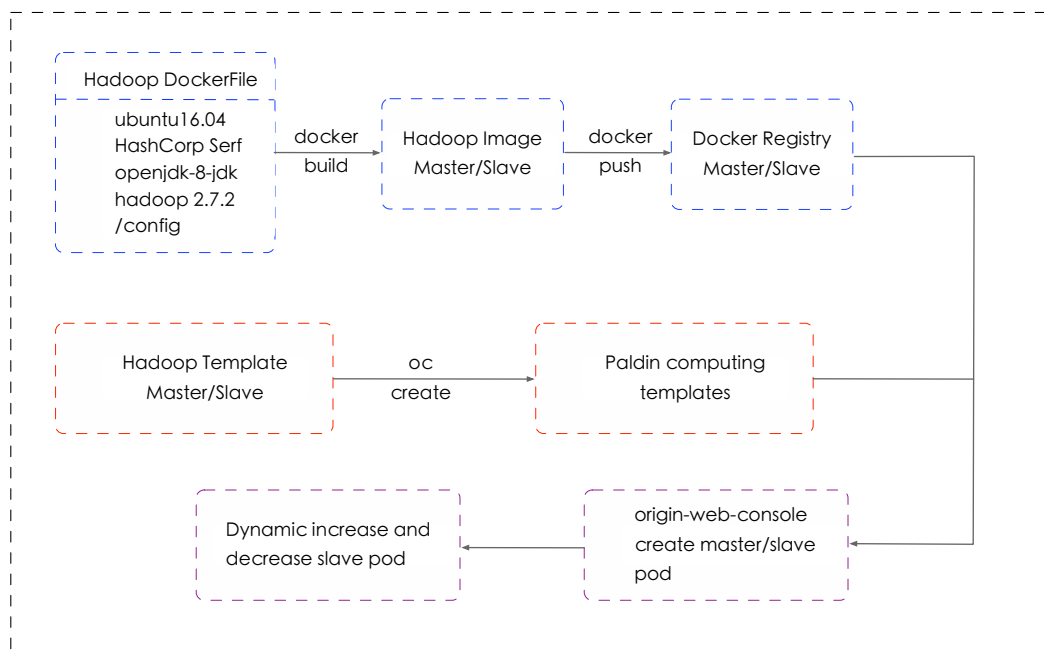 Hadoop DockerFile
ubuntu16.04
HashCorp Serf
openjdk-8-jdk
hadoop 2.7.2
/config
docker
build
Hadoop Image
Master/Slave
docker
push
Docker Registry
Master/Slave
Hadoop Template
Master/Slave
oc
create
Paldin computing
templates
origin-web-console
create master/slave
pod
Dynamic increase and
decrease slave pod